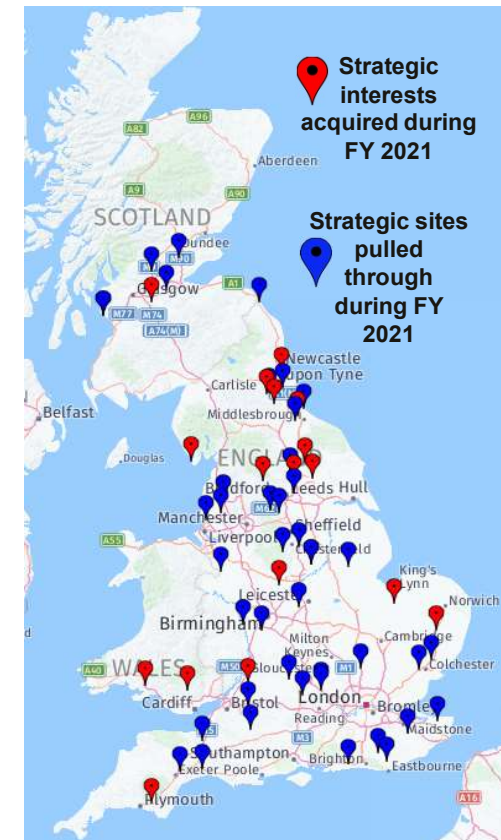 Strategic
interests
acquired during
FY 2021
Strategic sites
pulled
through
during FY
2021
A96
A82
Aberdeen
A9
A90
SCOTLAND
Dundee
M90
Glasgow
A1
M77
M74
A74(M)
Newcastle
upon Tyne
Carlisle
Belfast
Middlesbrough
Douglas
ENGLAND
Bradford
Leeds
Hull
Manchester
M62
A55
Liverpool
Sheffield
Chesterfield
King's
Lynn
Norwich
Leicester
Birmingham
Cambridge
Milton
Keynes
WALES
A40
M50
Gloucester
M1
Colchester
Cardiff
Bristol
London
Bromley
Reading
Maidstone
M3
Southampton
Brighton
Eastbourne
Exeter
Poole
Plymouth
A16